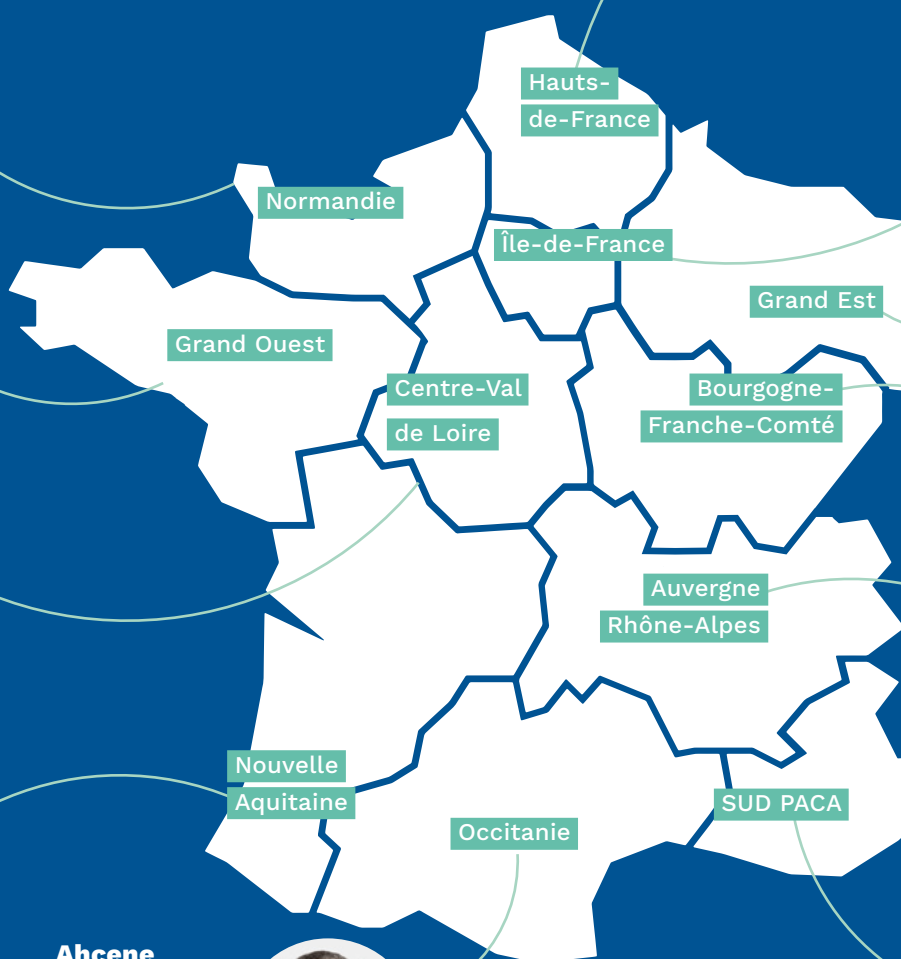 Hauts-
de-France
Normandie
Île-de-France
Grand Est
Grand Ouest
Centre-Val
de Loire
Bourgogne-
Franche-Comté
Auvergne
Rhône-Alpes
Nouvelle
Aquitaine
SUD PACA
Occitanie
Ahcene